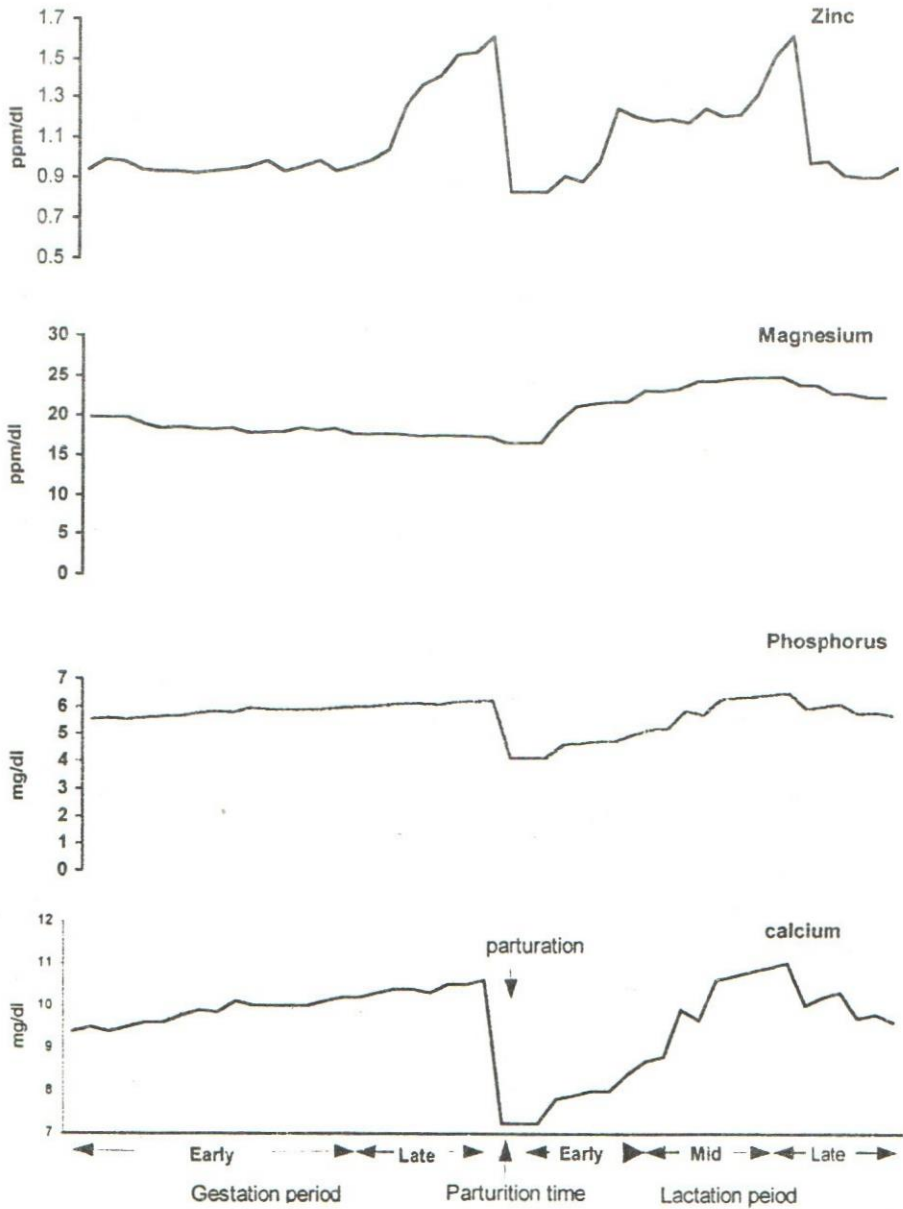 Zinc
1.7
1.5
1.3
1.1
0.9
0.7
0.5
ppm/dl
Magnesium
30
25
20
15
10
5
0
ppm/dl
Phosphorus
7
6
5
4
3
2
1
0
mg/dl
calcium
12
11
10
9
8
7
mg/dl
parturation
Early Late Early Mid Late
Gestation period Parturition time Lactation peiod